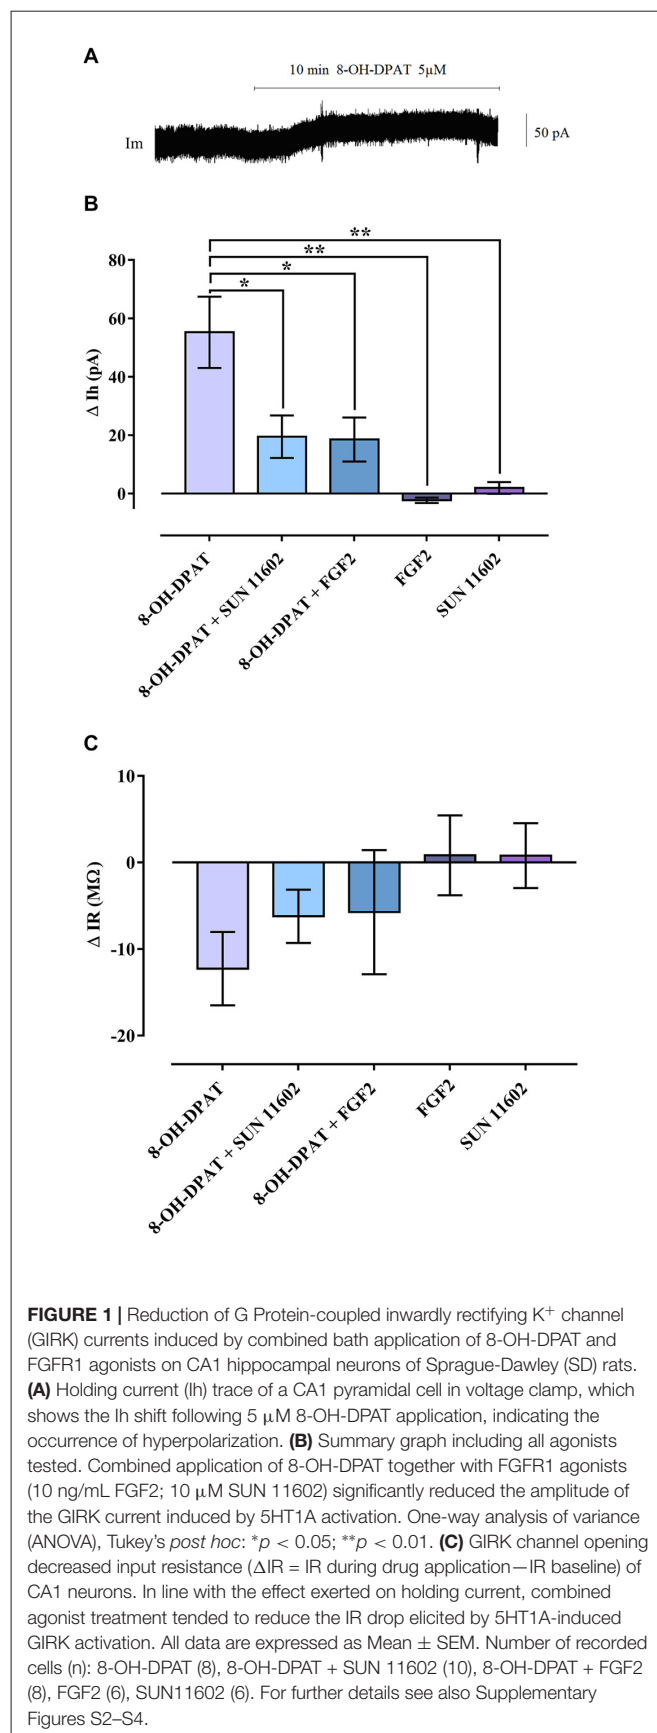 A
10 min 8-OH-DPAT 5µM
Im
50 pA
B
**
**
*
*
80
60
40
20
0
Δ Ih (pA)
8-OH-DPAT
8-OH-DPAT + SUN 11602
8-OH-DPAT + FGF2
FGF2
SUN 11602
C
10
0
-10
-20
Δ IR (MΩ)
8-OH-DPAT
8-OH-DPAT + SUN 11602
8-OH-DPAT + FGF2
FGF2
SUN 11602
FIGURE 1 | Reduction of G Protein-coupled inwardly rectifying K⁺ channel
(GIRK) currents induced by combined bath application of 8-OH-DPAT and
FGFR1 agonists on CA1 hippocampal neurons of Sprague-Dawley (SD) rats.
(A) Holding current (Ih) trace of a CA1 pyramidal cell in voltage clamp, which
shows the Ih shift following 5 µM 8-OH-DPAT application, indicating the
occurrence of hyperpolarization. (B) Summary graph including all agonists
tested. Combined application of 8-OH-DPAT together with FGFR1 agonists
(10 ng/mL FGF2; 10 µM SUN 11602) significantly reduced the amplitude of
the GIRK current induced by 5HT1A activation. One-way analysis of variance
(ANOVA), Tukey's post hoc: *p < 0.05; **p < 0.01. (C) GIRK channel opening
decreased input resistance (ΔIR = IR during drug application—IR baseline) of
CA1 neurons. In line with the effect exerted on holding current, combined
agonist treatment tended to reduce the IR drop elicited by 5HT1A-induced
GIRK activation. All data are expressed as Mean ± SEM. Number of recorded
cells (n): 8-OH-DPAT (8), 8-OH-DPAT + SUN 11602 (10), 8-OH-DPAT + FGF2
(8), FGF2 (6), SUN11602 (6). For further details see also Supplementary
Figures S2–S4.